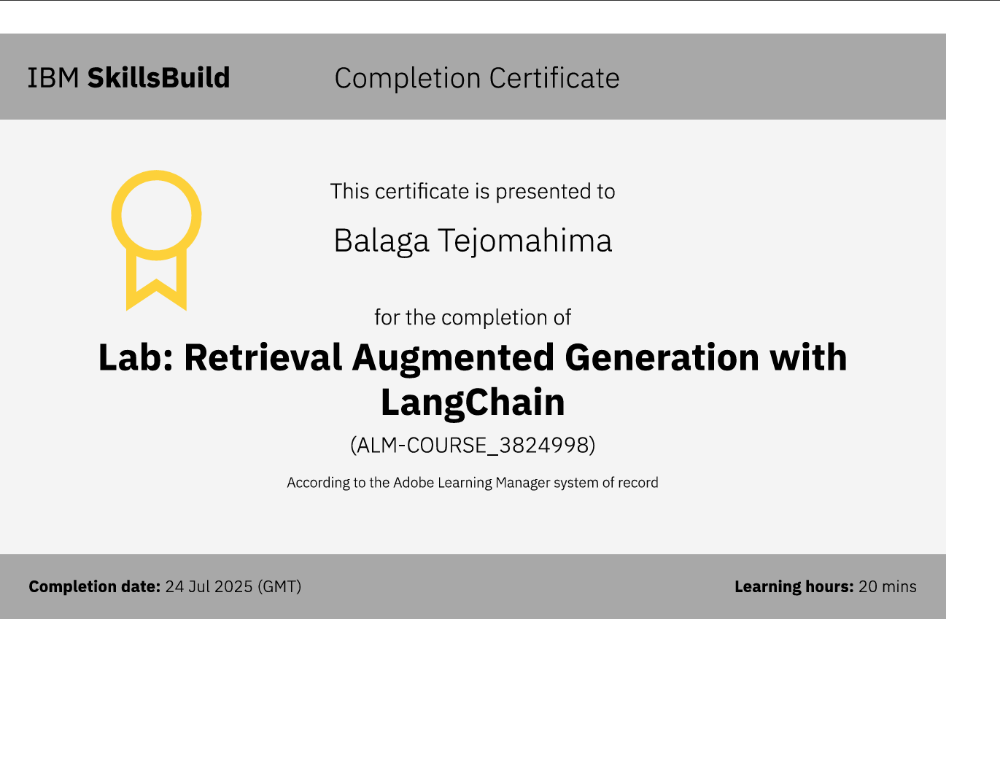 IBM SkillsBuild
Completion Certificate
This certificate is presented to
Balaga Tejomahima
for the completion of
Lab: Retrieval Augmented Generation with
LangChain
(ALM-COURSE_3824998)
According to the Adobe Learning Manager system of record
Completion date: 24 Jul 2025 (GMT)
Learning hours: 20 mins